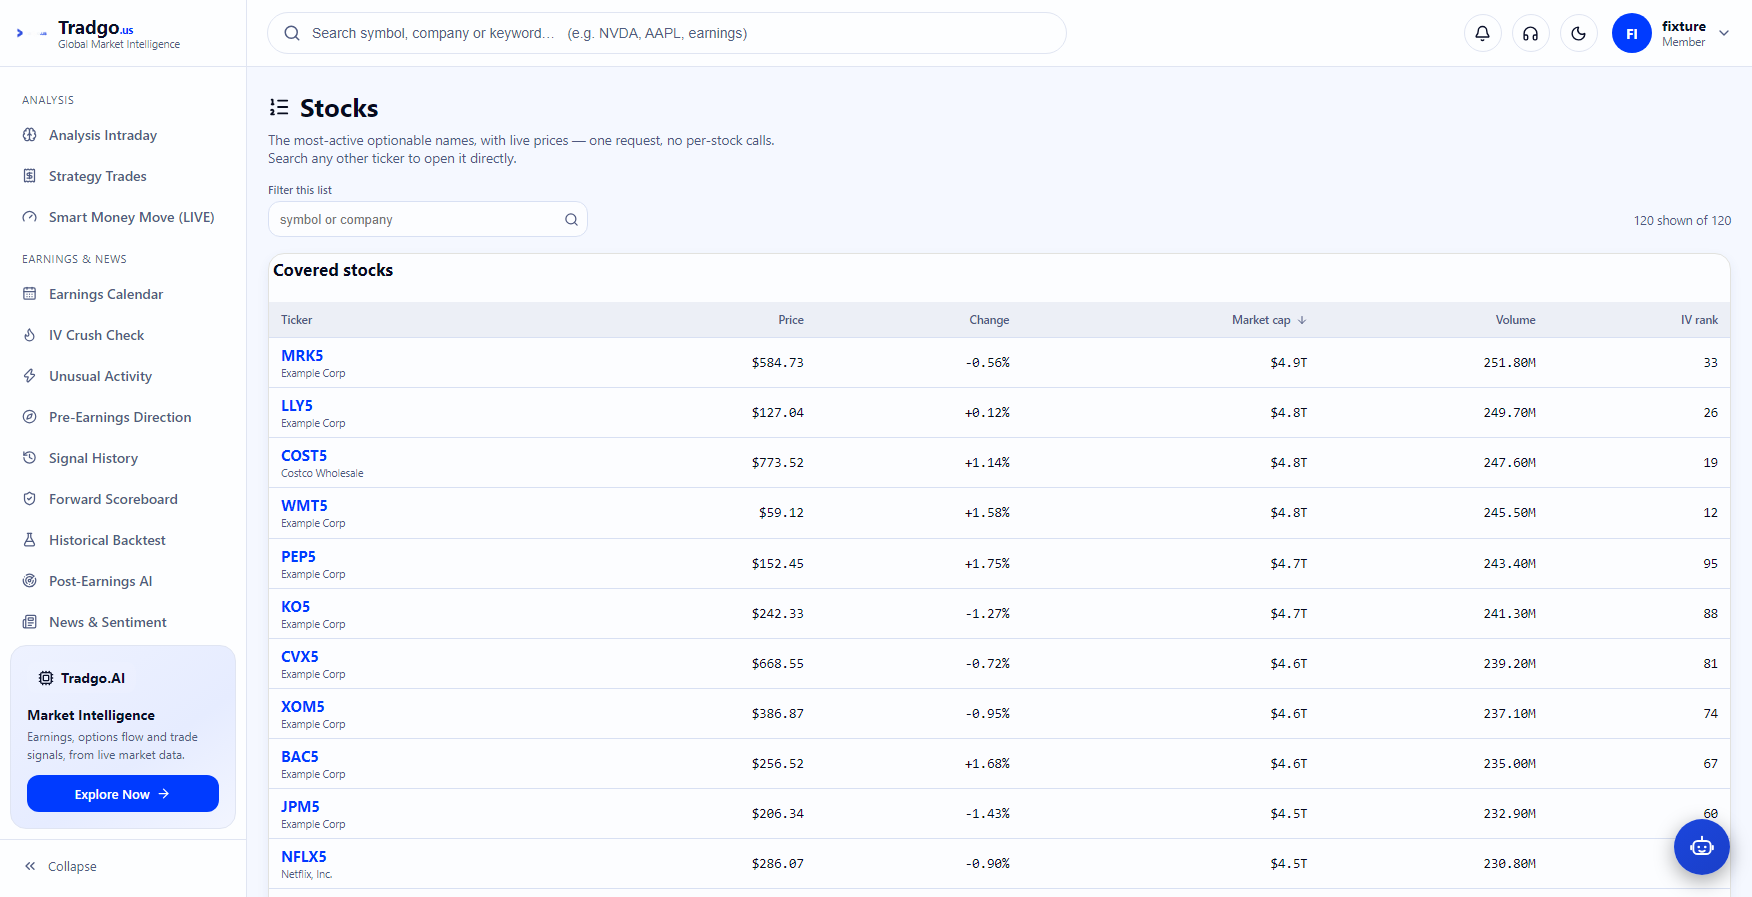 Tradgo.us
Global Market Intelligence
Search symbol, company or keyword... (e.g. NVDA, AAPL, earnings)
FI
fixture
Member
ANALYSIS
Analysis Intraday
Strategy Trades
Smart Money Move (LIVE)
EARNINGS & NEWS
Earnings Calendar
IV Crush Check
Unusual Activity
Pre-Earnings Direction
Signal History
Forward Scoreboard
Historical Backtest
Post-Earnings AI
News & Sentiment
Tradgo.AI
Market Intelligence
Earnings, options flow and trade
signals, from live market data.
Explore Now →
Collapse
Stocks
The most-active optionable names, with live prices — one request, no per-stock calls.
Search any other ticker to open it directly.
Filter this list
symbol or company
120 shown of 120
Covered stocks
Ticker Price Change Market cap ↓ Volume IV rank
MRK5 $584.73 -0.56% $4.9T 251.80M 33
Example Corp
LLY5 $127.04 +0.12% $4.8T 249.70M 26
Example Corp
COST5 $773.52 +1.14% $4.8T 247.60M 19
Costco Wholesale
WMT5 $59.12 +1.58% $4.8T 245.50M 12
Example Corp
PEP5 $152.45 +1.75% $4.7T 243.40M 95
Example Corp
KO5 $242.33 -1.27% $4.7T 241.30M 88
Example Corp
CVX5 $668.55 -0.72% $4.6T 239.20M 81
Example Corp
XOM5 $386.87 -0.95% $4.6T 237.10M 74
Example Corp
BAC5 $256.52 +1.68% $4.6T 235.00M 67
Example Corp
JPM5 $206.34 -1.43% $4.5T 232.90M 60
Example Corp
NFLX5 $286.07 -0.90% $4.5T 230.80M
Netflix, Inc.